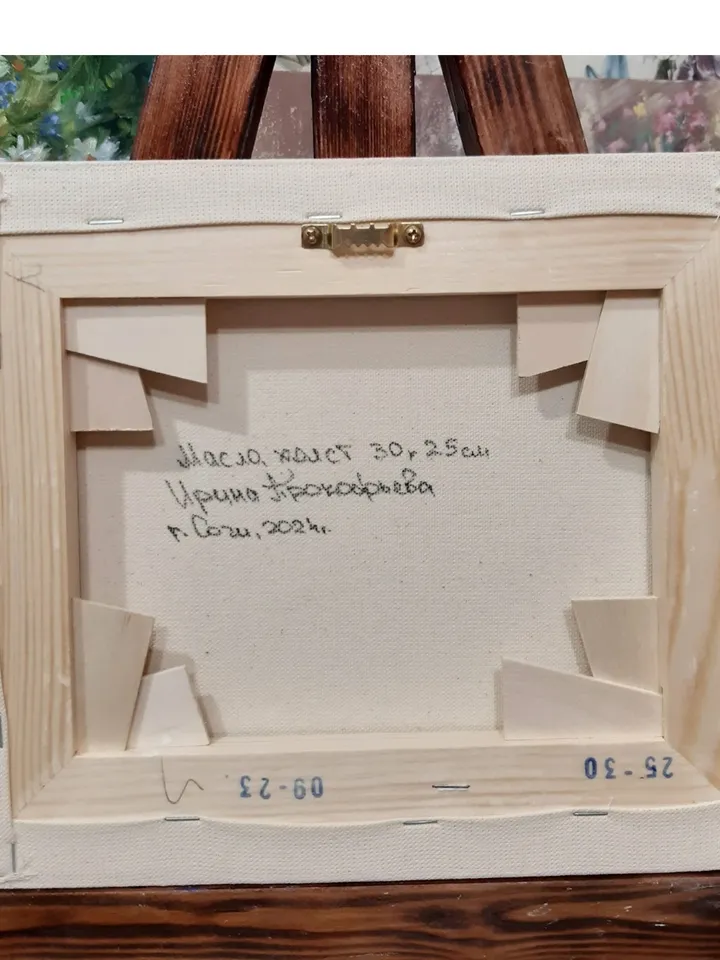 Масло, холст 30х25см
Ирина Прокофьева
г. Сочи, 2024г.
09-23
25-30